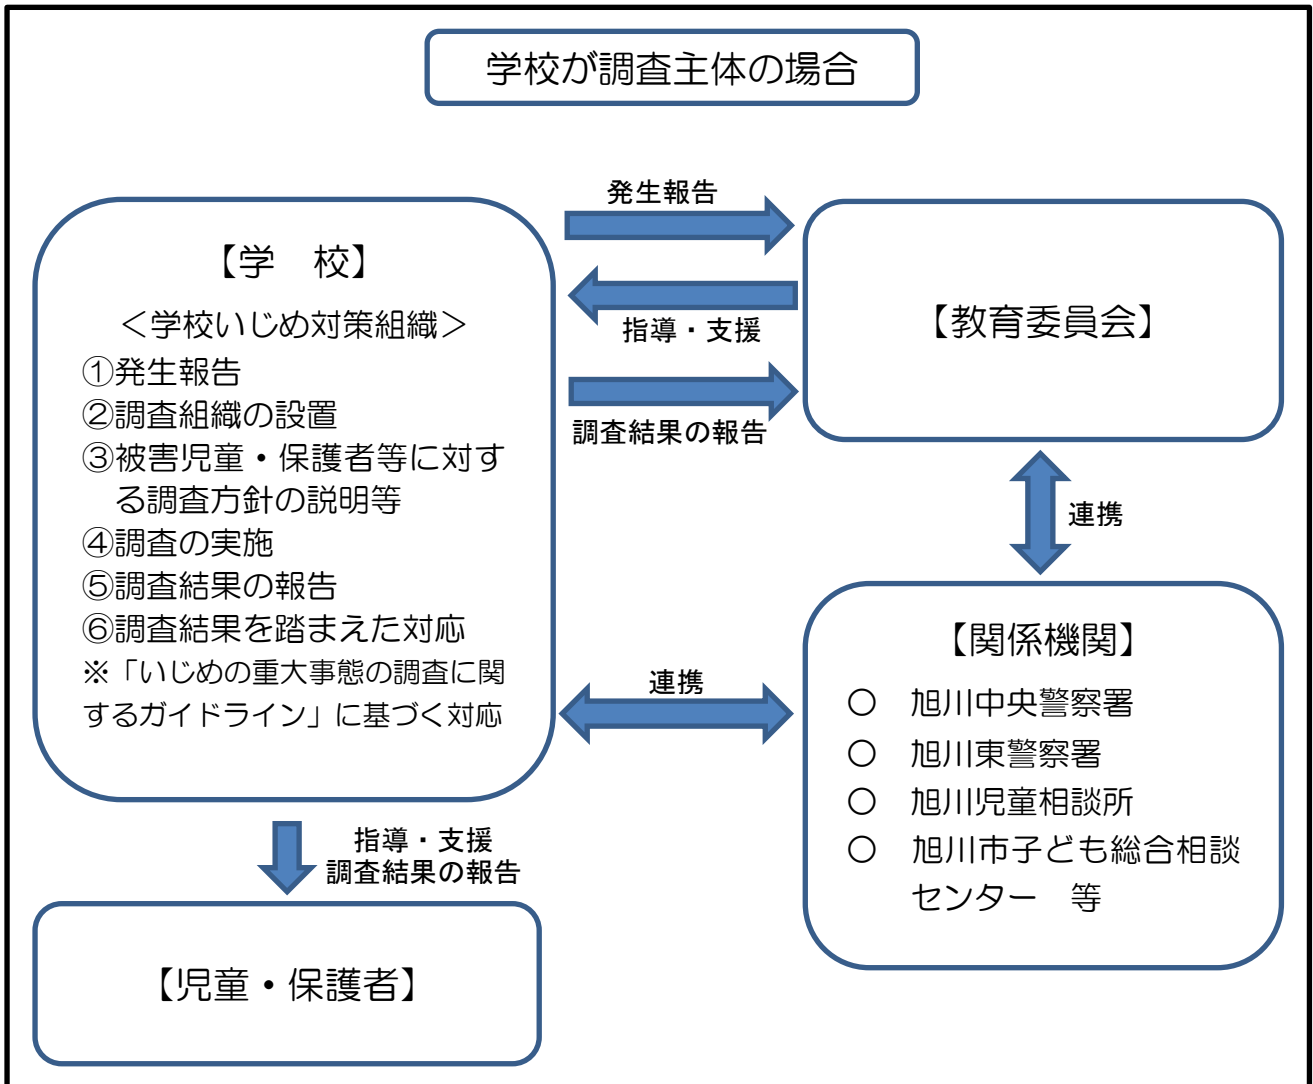 学校が調査主体の場合
発生報告
【学　校】
＜学校いじめ対策組織＞
①発生報告
②調査組織の設置
③被害児童・保護者等に対す
る調査方針の説明等
④調査の実施
⑤調査結果の報告
⑥調査結果を踏まえた対応
※「いじめの重大事態の調査に関
するガイドライン」に基づく対応
指導・支援
調査結果の報告
【教育委員会】
連携
連携
【関係機関】
○　旭川中央警察署
○　旭川東警察署
○　旭川児童相談所
○　旭川市子ども総合相談
センター　等
指導・支援
調査結果の報告
【児童・保護者】